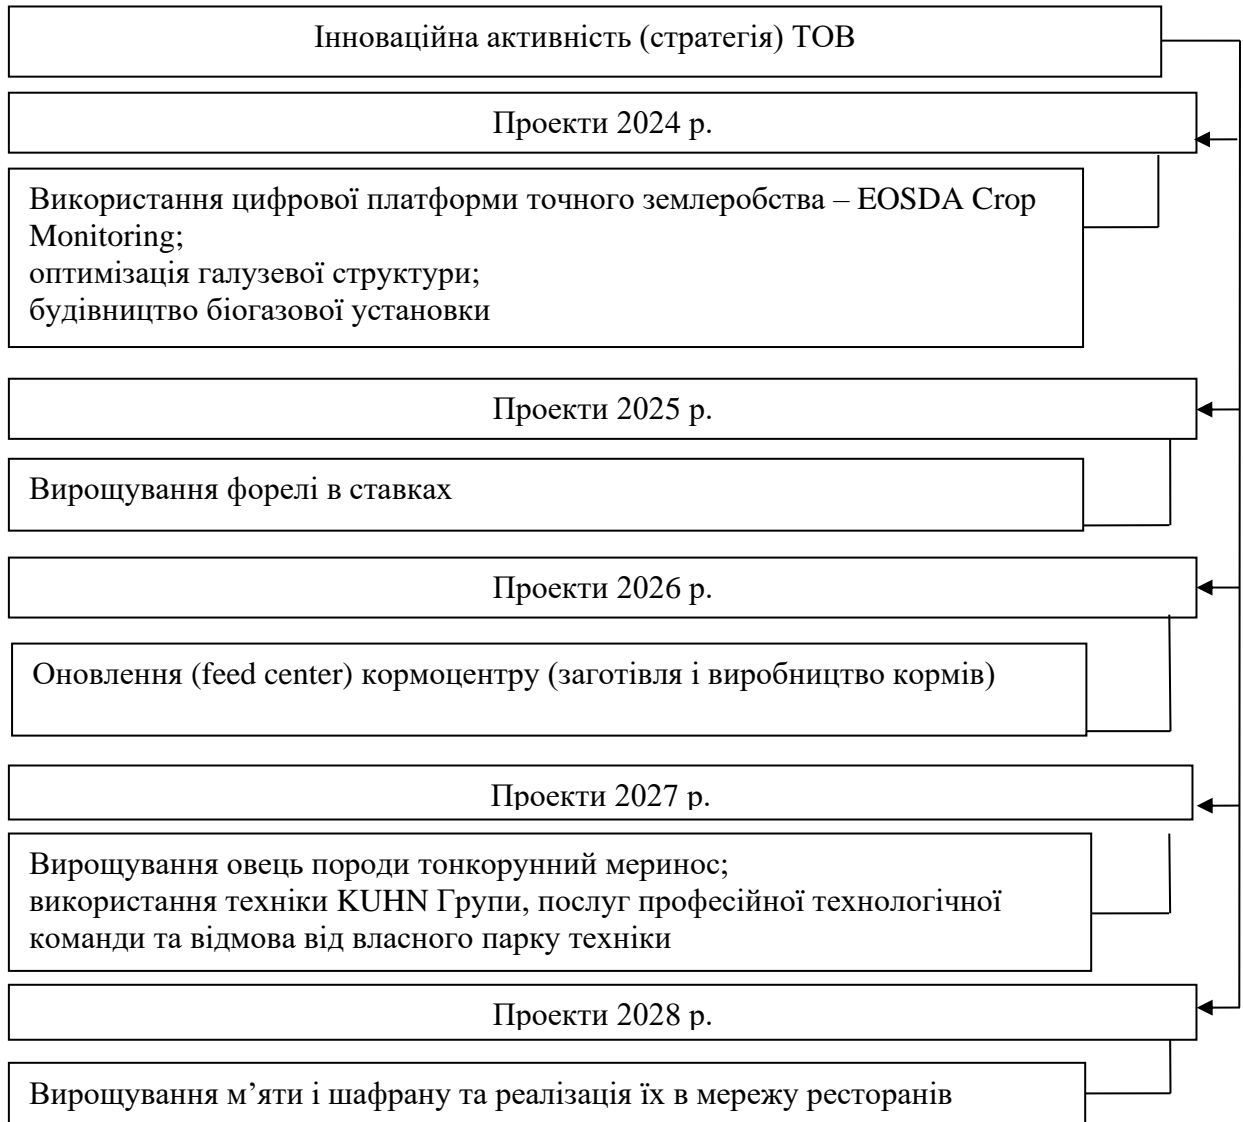 Інноваційна активність (стратегія) ТОВ
Проекти 2024 р.
Використання цифрової платформи точного землеробства – EOSDA Crop
Monitoring;
оптимізація галузевої структури;
будівництво біогазової установки
Проекти 2025 р.
Вирощування форелі в ставках
Проекти 2026 р.
Оновлення (feed center) кормоцентру (заготівля і виробництво кормів)
Проекти 2027 р.
Вирощування овець породи тонкорунний меринос;
використання техніки KUHN Групи, послуг професійної технологічної
команди та відмова від власного парку техніки
Проекти 2028 р.
Вирощування м’яти і шафрану та реалізація їх в мережу ресторанів